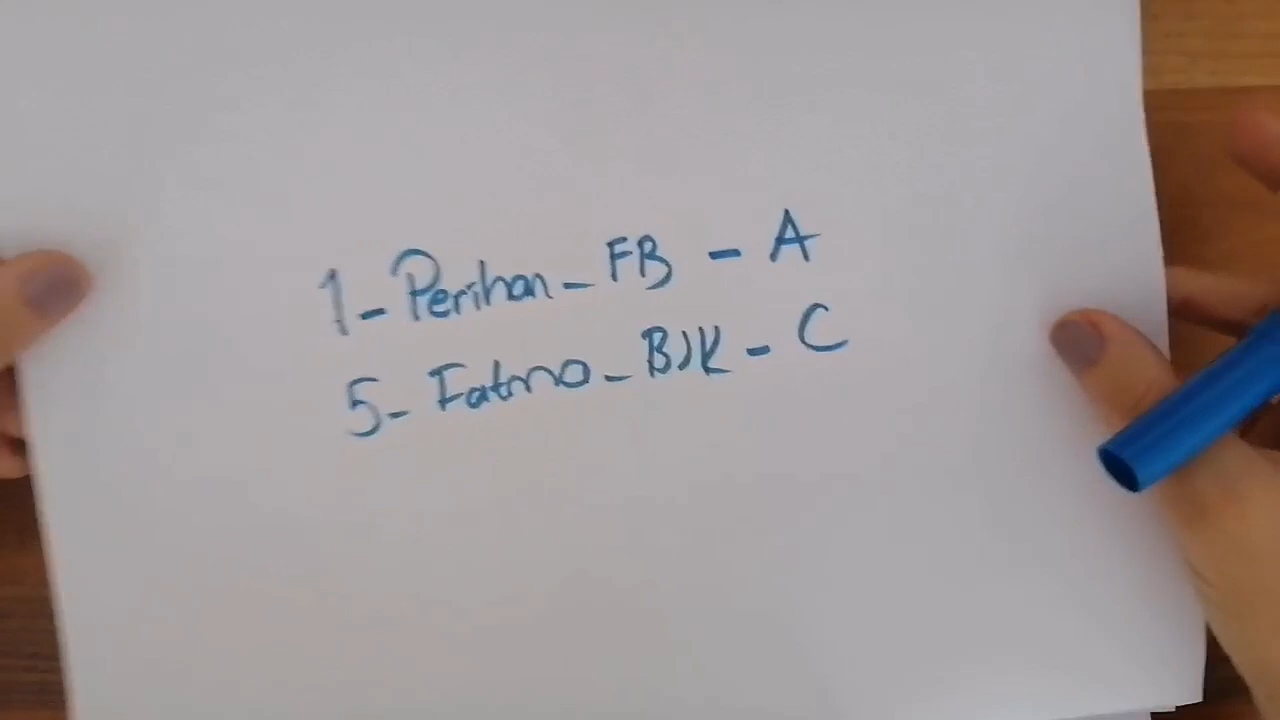 1- Perihan - FB - A
5- Fatma - BJK - C